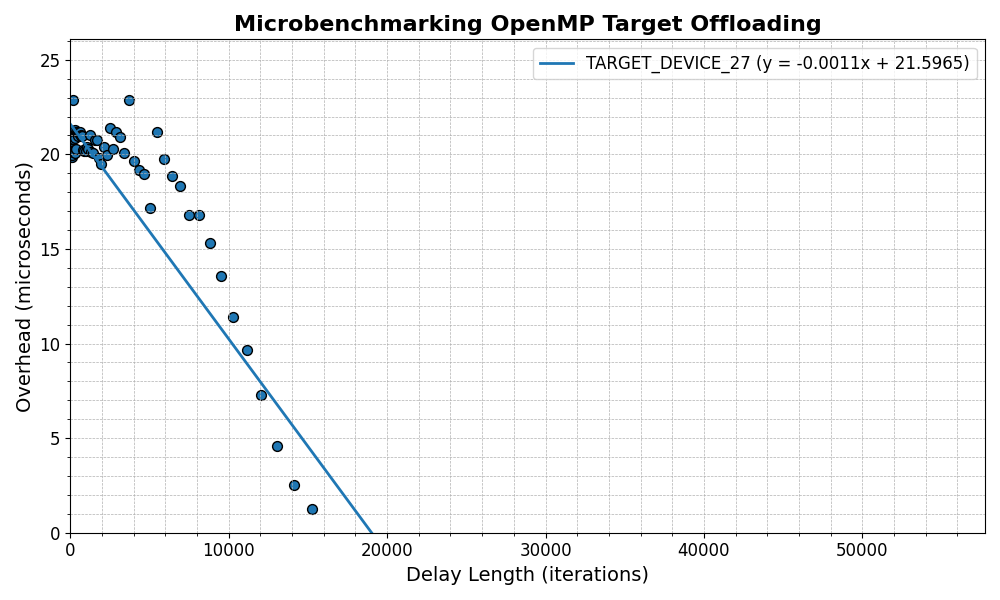 Microbenchmarking OpenMP Target Offloading
TARGET_DEVICE_27 (y = -0.0011x + 21.5965)
Overhead (microseconds)
25
20
15
10
5
0
0 10000 20000 30000 40000 50000
Delay Length (iterations)